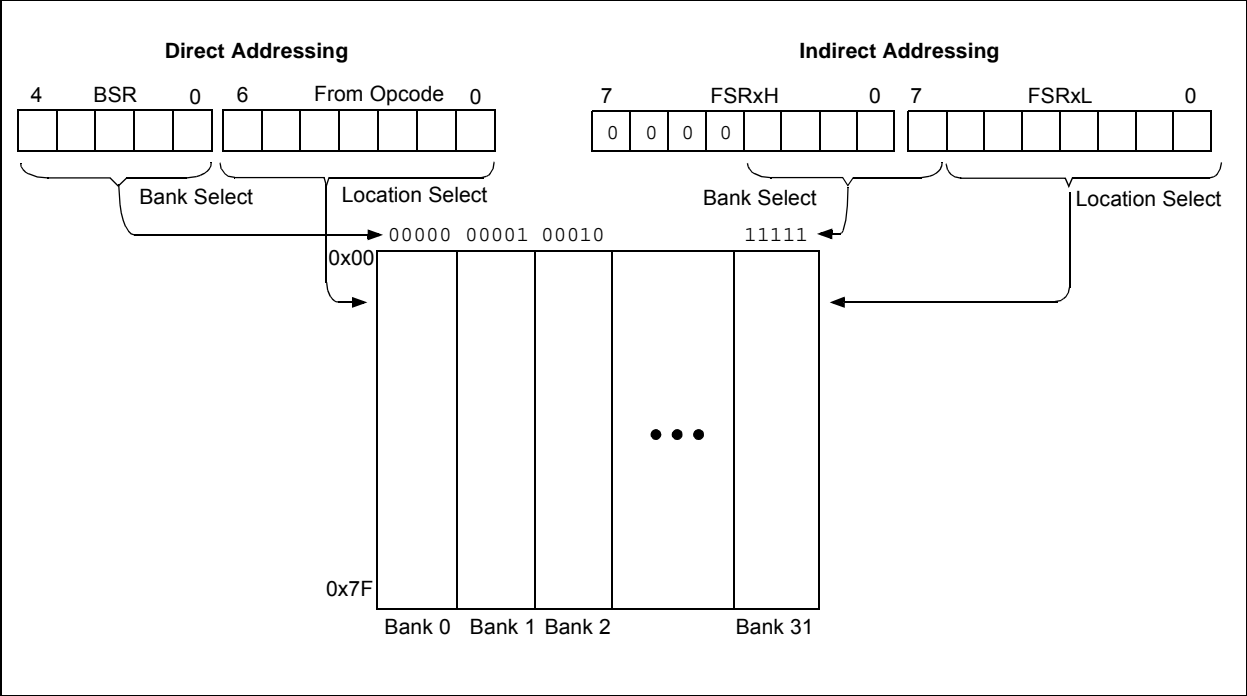 Direct Addressing
Indirect Addressing
4 BSR 0 6 From Opcode 0
7 FSRxH 0 7 FSRxL 0
0 0 0 0
Bank Select
Location Select
Bank Select
Location Select
00000 00001 00010 11111
0x00
0x7F
Bank 0 Bank 1 Bank 2 Bank 31